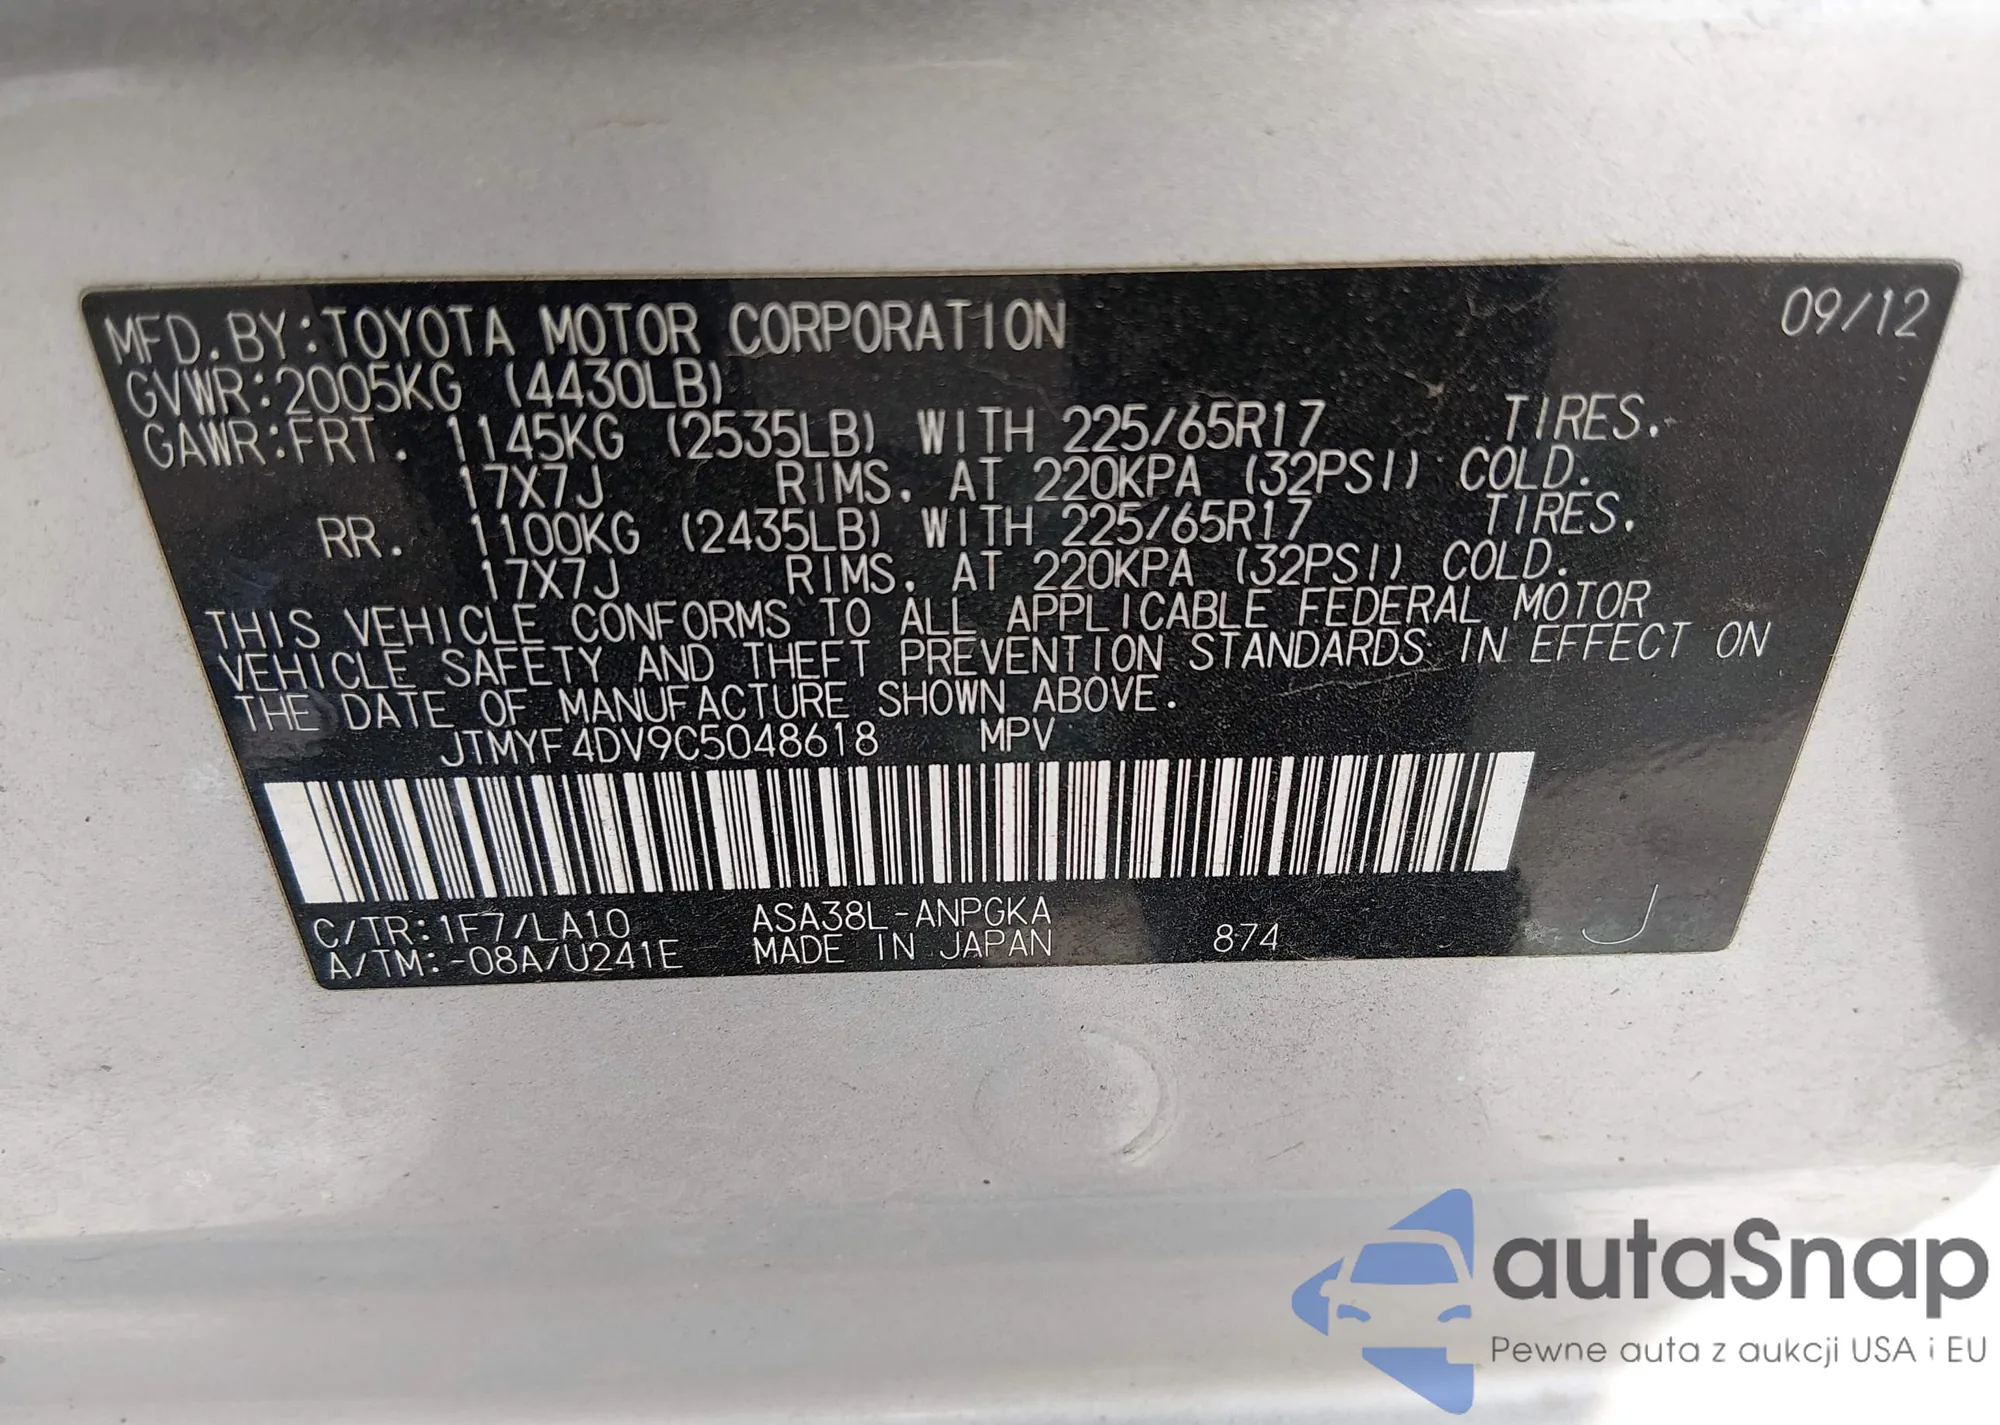 MFD.BY:TOYOTA MOTOR CORPORATION 09/12
GVWR:2005KG (4430LB)
GAWR:FRT. 1145KG (2535LB) WITH 225/65R17 TIRES.
17X7J RIMS. AT 220KPA (32PSI) COLD.
RR. 1100KG (2435LB) WITH 225/65R17 TIRES.
17X7J RIMS. AT 220KPA (32PSI) COLD.
THIS VEHICLE CONFORMS TO ALL APPLICABLE FEDERAL MOTOR
VEHICLE SAFETY AND THEFT PREVENTION STANDARDS IN EFFECT ON
THE DATE OF MANUFACTURE SHOWN ABOVE.
JTMYF4DV9C5048618 MPV
C/TR:1F7/LA10 ASA38L-ANPGKA
A/TM:-08A/U241E MADE IN JAPAN 874 J
autaSnap
Pewne auta z aukcji USA i EU